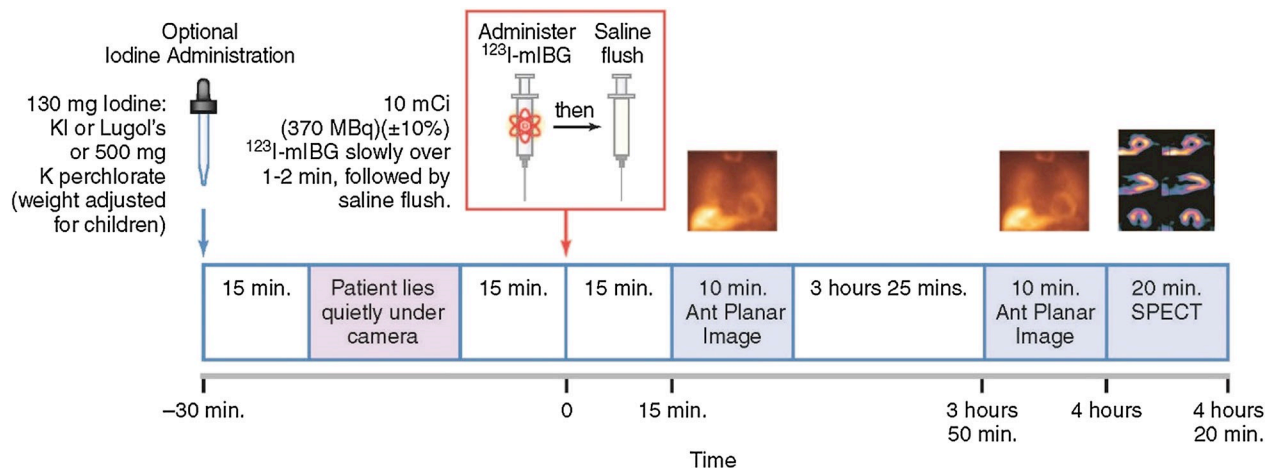 Optional
Iodine Administration
130 mg Iodine:
KI or Lugol's
or 500 mg
K perchlorate
(weight adjusted
for children)
10 mCi
(370 MBq)(±10%)
¹²³I-mIBG slowly over
1-2 min, followed by
saline flush.
Administer
¹²³I-mIBG
Saline
flush
then
15 min.
Patient lies
quietly under
camera
15 min.
15 min.
10 min.
Ant Planar
Image
3 hours 25 mins.
10 min.
Ant Planar
Image
20 min.
SPECT
–30 min.
0
15 min.
3 hours
50 min.
4 hours
4 hours
20 min.
Time